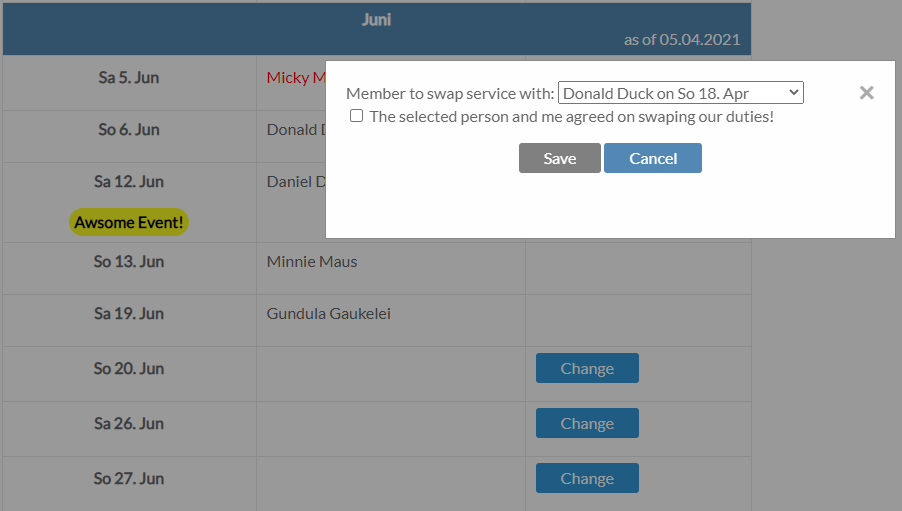 Juni
as of 05.04.2021
Sa 5. Jun
Micky M
Member to swap service with: Donald Duck on So 18. Apr
×
The selected person and me agreed on swaping our duties!
So 6. Jun
Donald D
Save Cancel
Sa 12. Jun
Daniel D
Awsome Event!
So 13. Jun
Minnie Maus
Sa 19. Jun
Gundula Gaukelei
So 20. Jun
Change
Sa 26. Jun
Change
So 27. Jun
Change